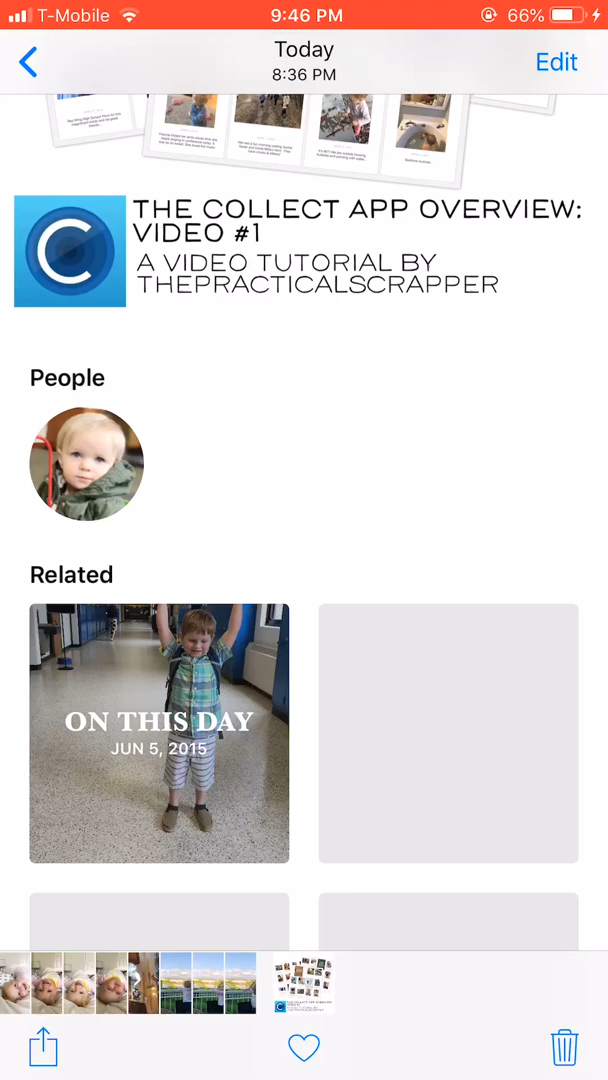 T-Mobile 9:46 PM 66%
Today
8:36 PM
Edit
THE COLLECT APP OVERVIEW:
VIDEO #1
A VIDEO TUTORIAL BY
THEPRACTICALSCRAPPER
People
Related
ON THIS DAY
JUN 5, 2015